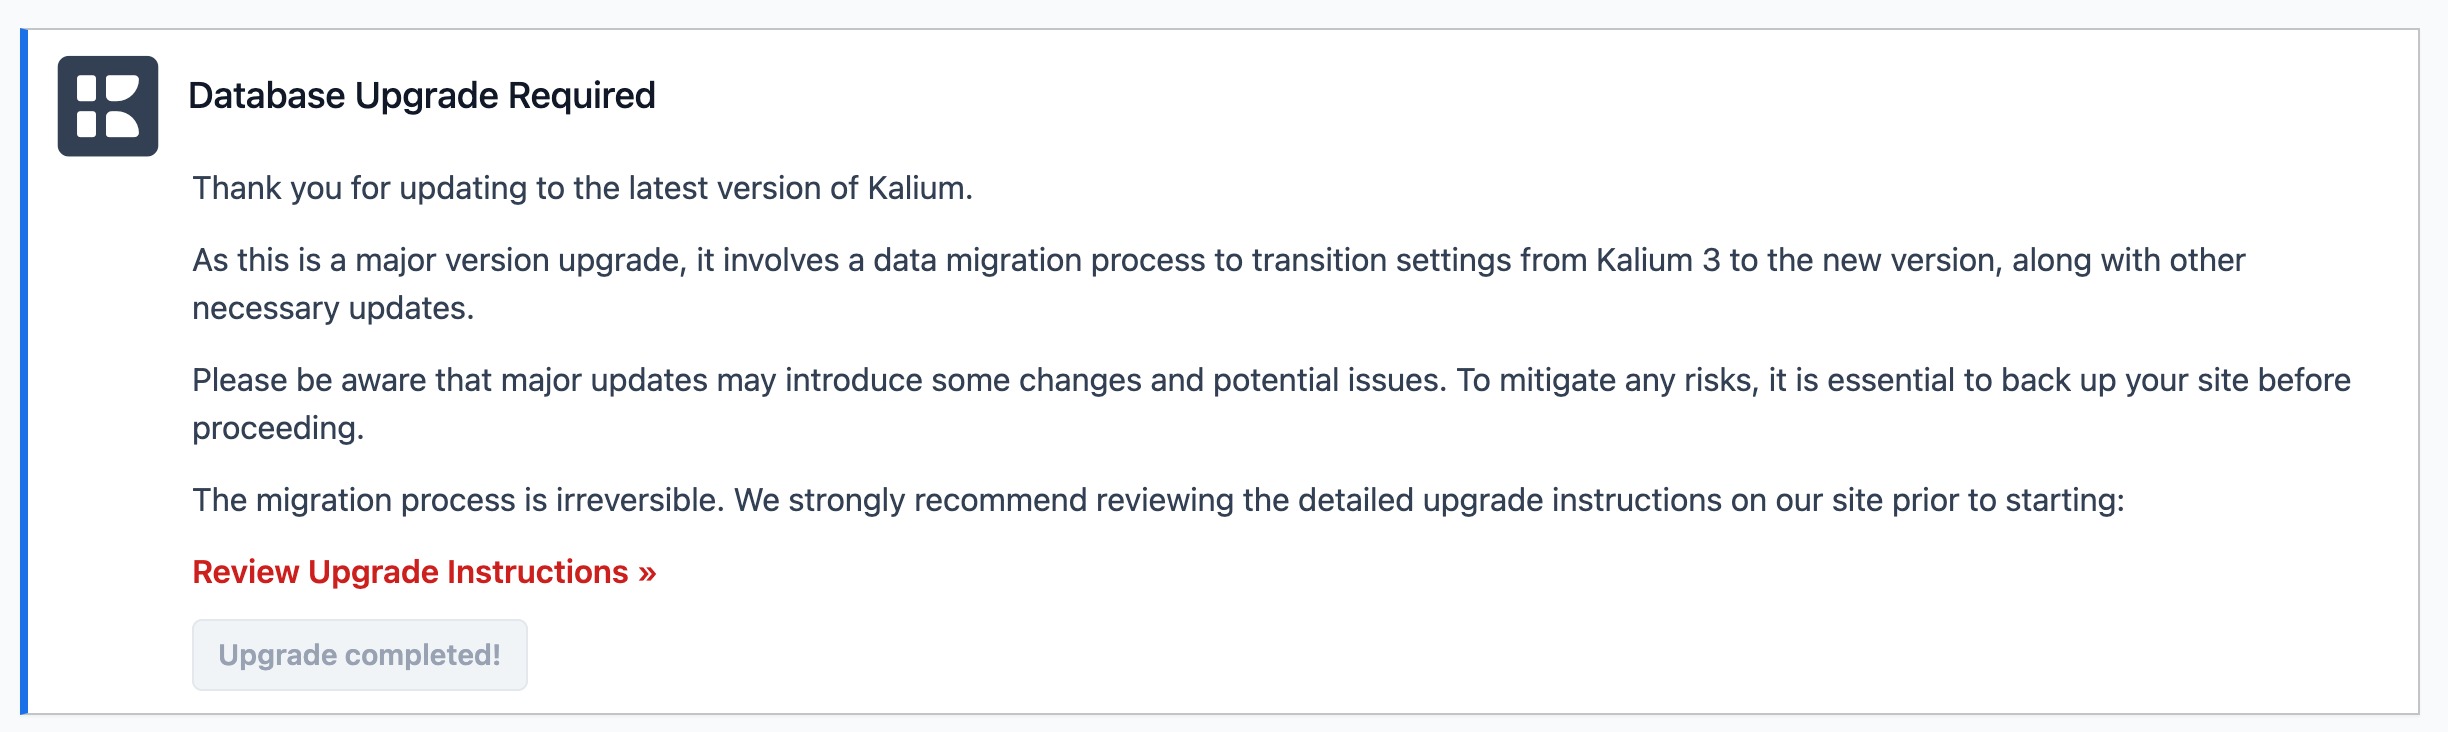 Database Upgrade Required
Thank you for updating to the latest version of Kalium.
As this is a major version upgrade, it involves a data migration process to transition settings from Kalium 3 to the new version, along with other
necessary updates.
Please be aware that major updates may introduce some changes and potential issues. To mitigate any risks, it is essential to back up your site before
proceeding.
The migration process is irreversible. We strongly recommend reviewing the detailed upgrade instructions on our site prior to starting:
Review Upgrade Instructions »
Upgrade completed!